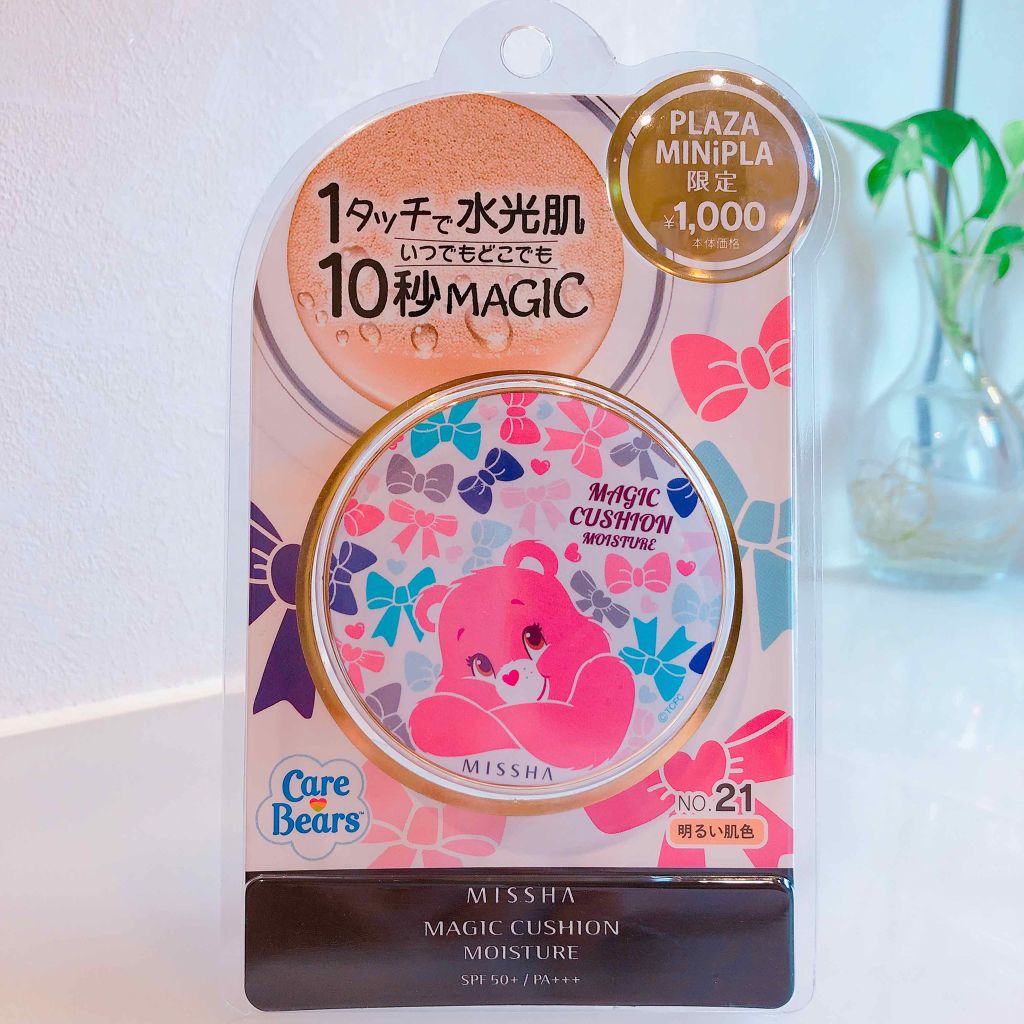 PLAZA
MINiPLA
限定
¥1,000
本体価格
1タッチで水光肌
いつでもどこでも
10秒MAGIC
MAGIC
CUSHION
MOISTURE
©TCFC
MISSHA
Care
Bears™
NO.21
明るい肌色
MISSHA
MAGIC CUSHION
MOISTURE
SPF 50+ / PA+++